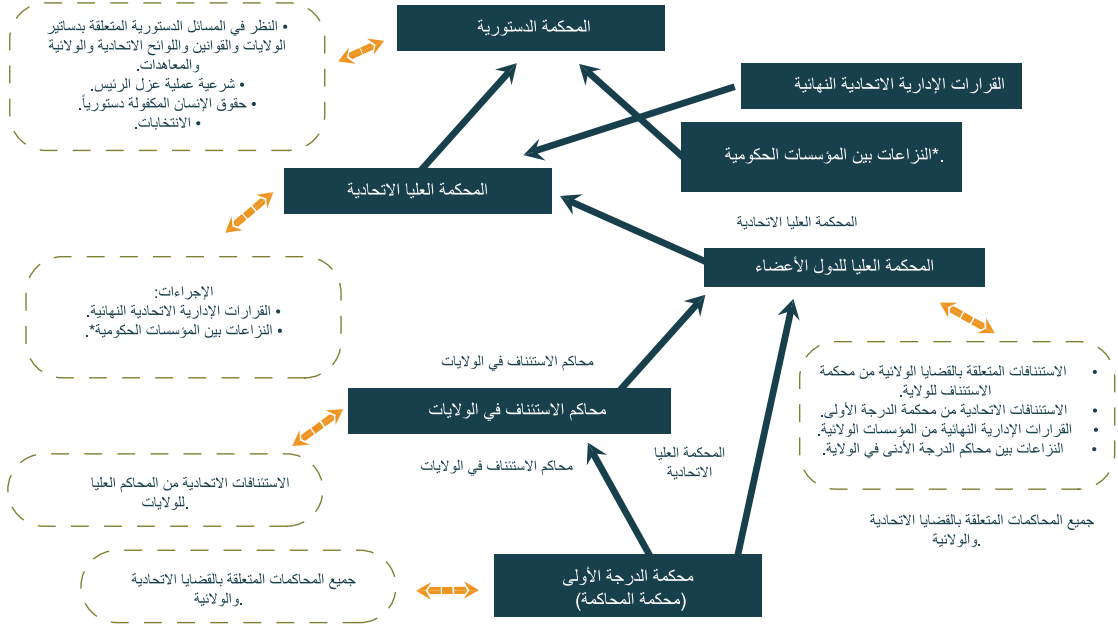 المحكمة الدستورية
• النظر في المسائل الدستورية المتعلقة بدساتير
الولايات والقوانين واللوائح الاتحادية والولائية
والمعاهدات.
• شرعية عملية عزل الرئيس.
• حقوق الإنسان المكفولة دستورياً.
• الانتخابات.
القرارات الإدارية الاتحادية النهائية
.*النزاعات بين المؤسسات الحكومية
المحكمة العليا الاتحادية
المحكمة العليا الاتحادية
المحكمة العليا للدول الأعضاء
الإجراءات:
• القرارات الإدارية الاتحادية النهائية.
• النزاعات بين المؤسسات الحكومية*.
محاكم الاستئناف في الولايات
• الاستئنافات المتعلقة بالقضايا الولائية من محكمة
الاستئناف للولاية.
• الاستئنافات الاتحادية من محكمة الدرجة الأولى.
• القرارات الإدارية النهائية من المؤسسات الولائية.
• النزاعات بين محاكم الدرجة الأدنى في الولاية.
محاكم الاستئناف في الولايات
المحكمة العليا
الاتحادية
محاكم الاستئناف في الولايات
الاستئنافات الاتحادية من المحاكم العليا
.للولايات
جميع المحاكمات المتعلقة بالقضايا الاتحادية
.والولائية
محكمة الدرجة الأولى
(محكمة المحاكمة)
جميع المحاكمات المتعلقة بالقضايا الاتحادية
.والولائية